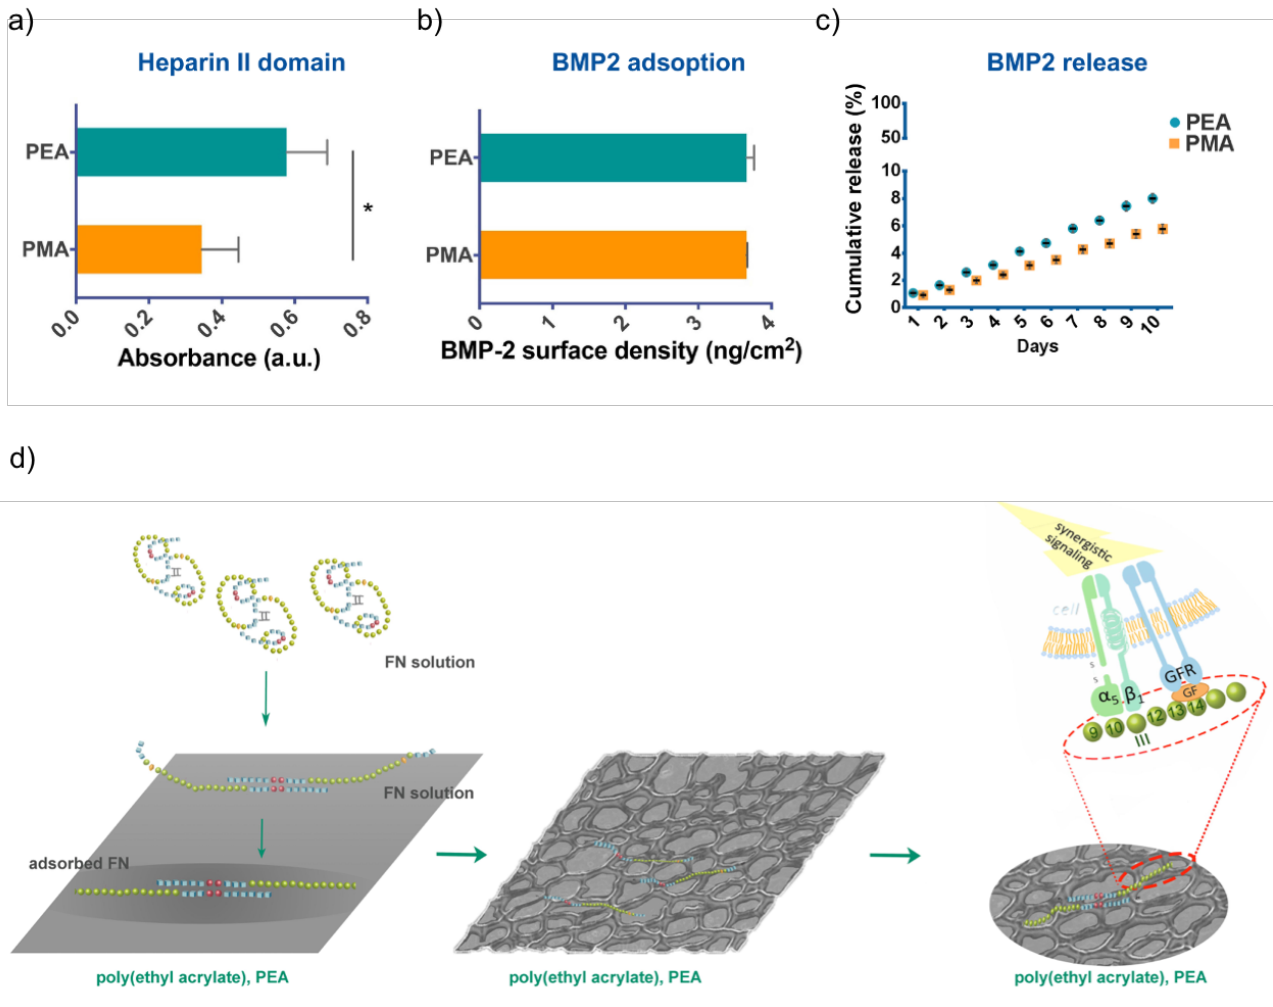 a)
b)
c)
Heparin II domain
PEA
PMA
*
0.0
0.2
0.4
0.6
0.8
Absorbance (a.u.)
BMP2 adsoption
PEA
PMA
0
1
2
3
4
BMP-2 surface density (ng/cm²)
BMP2 release
Cumulative release (%)
100
50
10
8
6
4
2
0
1
2
3
4
5
6
7
8
9
10
Days
PEA
PMA
d)
FN solution
FN solution
adsorbed FN
poly(ethyl acrylate), PEA
poly(ethyl acrylate), PEA
synergistic
signaling
cell
s
s
α5
β1
GFR
GF
9
10
12
13
14
III
poly(ethyl acrylate), PEA